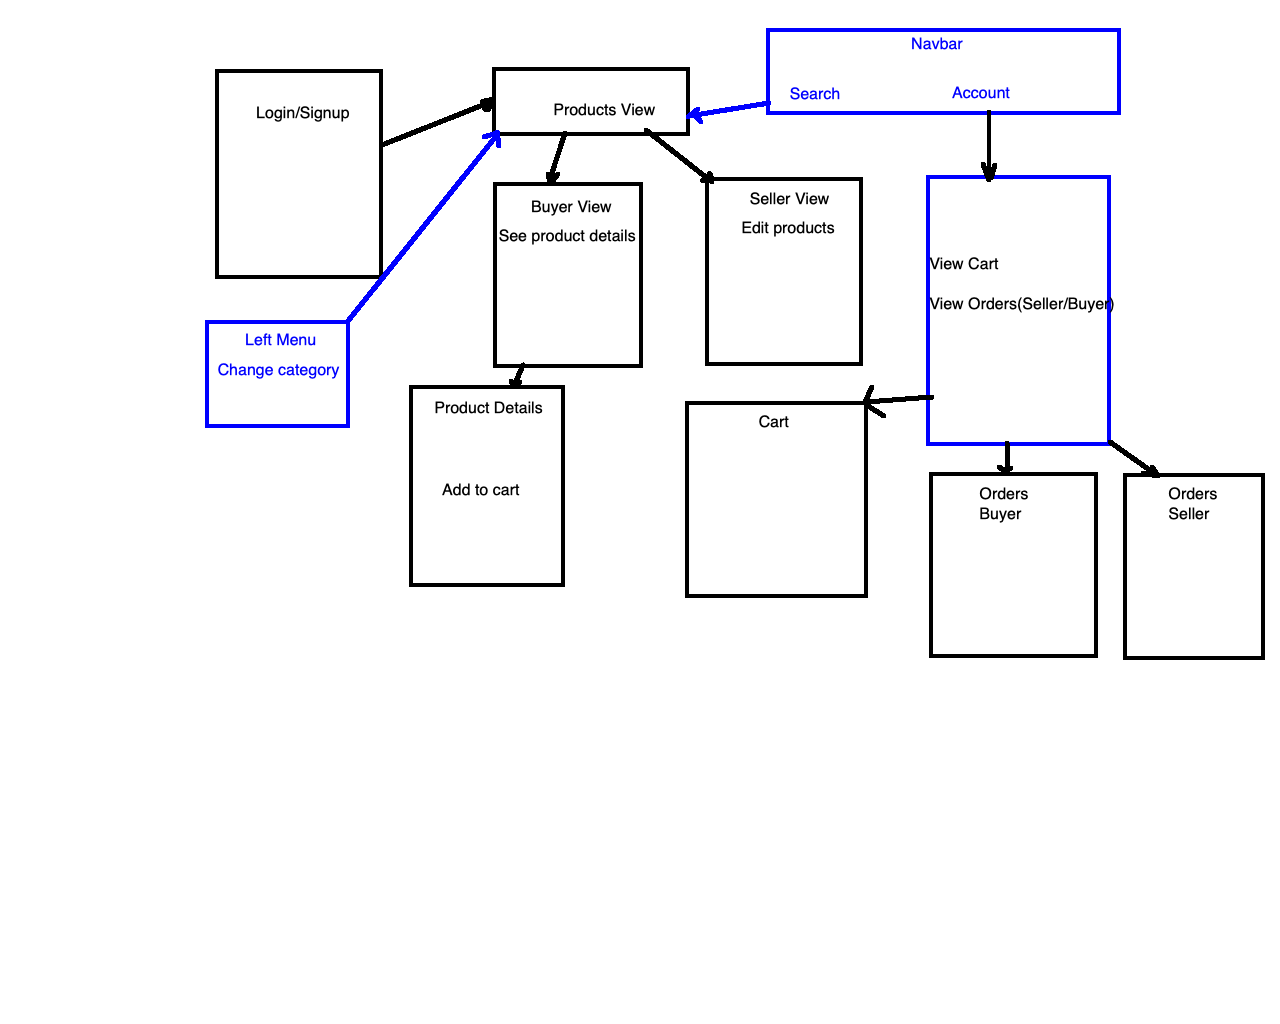 Navbar
Search
Account
Login/Signup
Products View
Buyer View
See product details
Seller View
Edit products
View Cart
View Orders(Seller/Buyer)
Left Menu
Change category
Product Details
Add to cart
Cart
Orders
Buyer
Orders
Seller